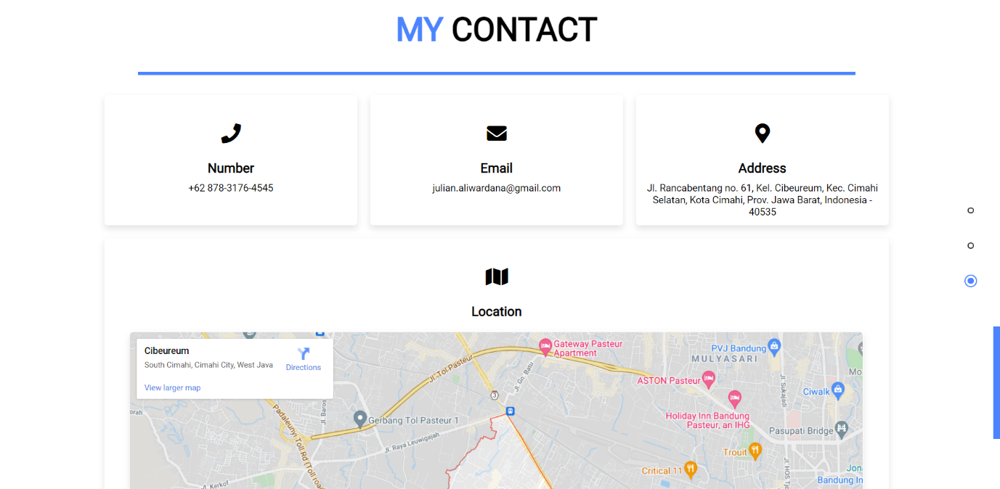 MY CONTACT
Number
+62 878-3176-4545
Email
julian.aliwardana@gmail.com
Address
Jl. Rancabentang no. 61, Kel. Cibeureum, Kec. Cimahi
Selatan, Kota Cimahi, Prov. Jawa Barat, Indonesia -
40535
Location
Cibeureum
South Cimahi, Cimahi City, West Java
Directions
View larger map
Gateway Pasteur
Apartment
PVJ Bandung
MULYASARI
Mo
Jl. Tol Pasteur
Jl. Gn. Batu
ASTON Pasteur
Jl. Sukajadi
Ciwalk
3
orah
Jl. Baros
Padaleunyi Toll Rd (Toll road)
Gerbang Tol Pasteur 1
Holiday Inn Bandung
Pasteur, an IHG
Pasupati Bridge
Jl. Raya Leuwigajah
Trouit
Critical 11
Jl. HOS Tj
Jon
Bandung In
Kerkof